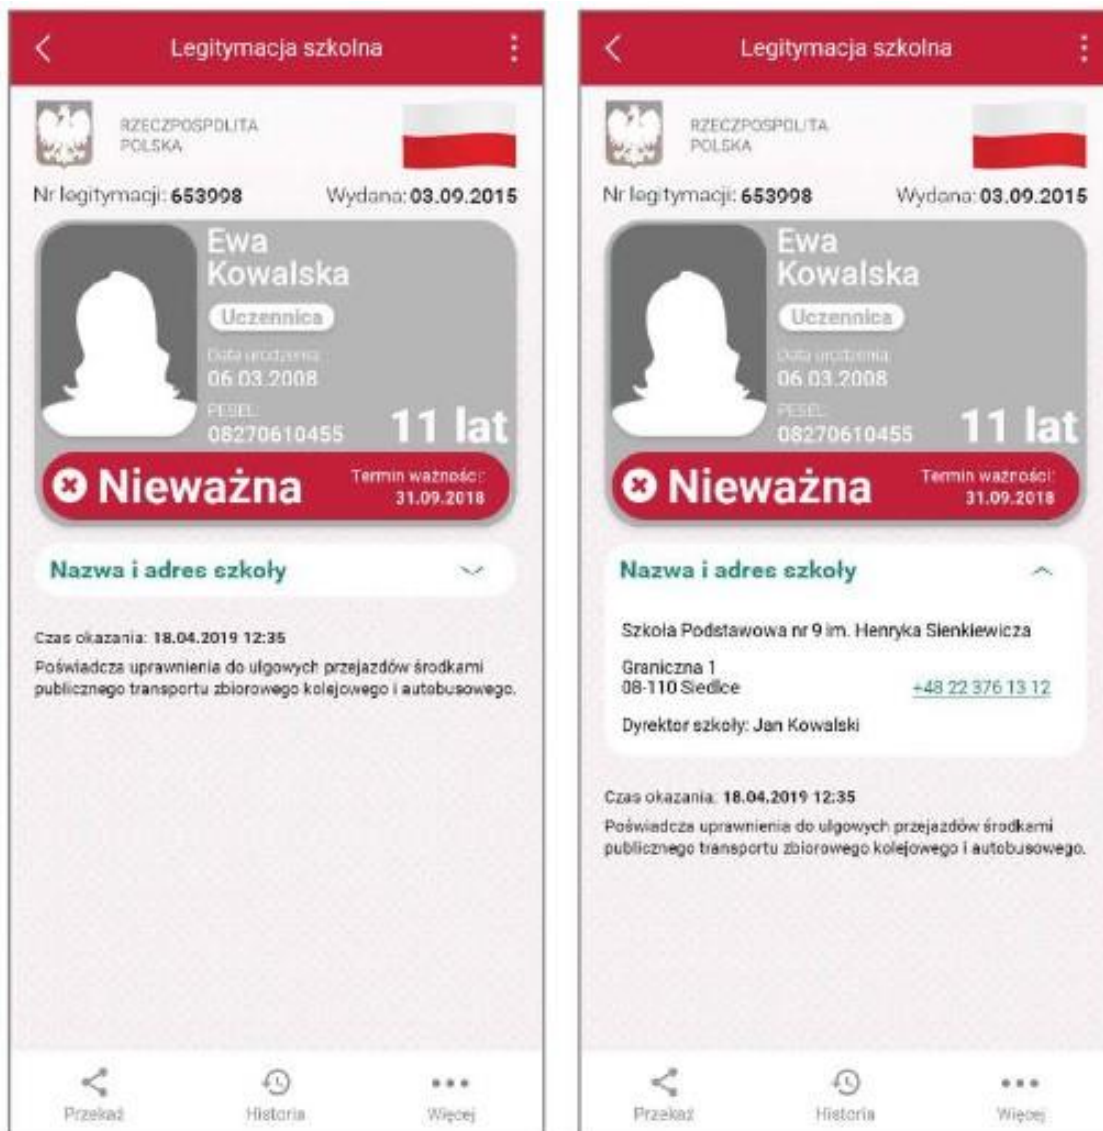 Legitymacja szkolna
RZECZPOSPOLITA
POLSKA
Nr legitymacji: 653998 Wydana: 03.09.2015
Ewa
Kowalska
Uczennica
Data urodzenia:
06.03.2008
PESEL:
08270610455
11 lat
Nieważna
Termin ważności:
31.09.2018
Nazwa i adres szkoły
Czas okazania: 18.04.2019 12:35
Poświadcza uprawnienia do ulgowych przejazdów środkami
publicznego transportu zbiorowego kolejowego i autobusowego.
Przekaż
Historia
Więcej
Legitymacja szkolna
RZECZPOSPOLITA
POLSKA
Nr legitymacji: 653998 Wydana: 03.09.2015
Ewa
Kowalska
Uczennica
Data urodzenia:
06.03.2008
PESEL:
08270610455
11 lat
Nieważna
Termin ważności:
31.09.2018
Nazwa i adres szkoły
Szkoła Podstawowa nr 9 im. Henryka Sienkiewicza
Graniczna 1
08-110 Siedlce
+48 22 376 13 12
Dyrektor szkoły: Jan Kowalski
Czas okazania: 18.04.2019 12:35
Poświadcza uprawnienia do ulgowych przejazdów środkami
publicznego transportu zbiorowego kolejowego i autobusowego.
Przekaż
Historia
Więcej